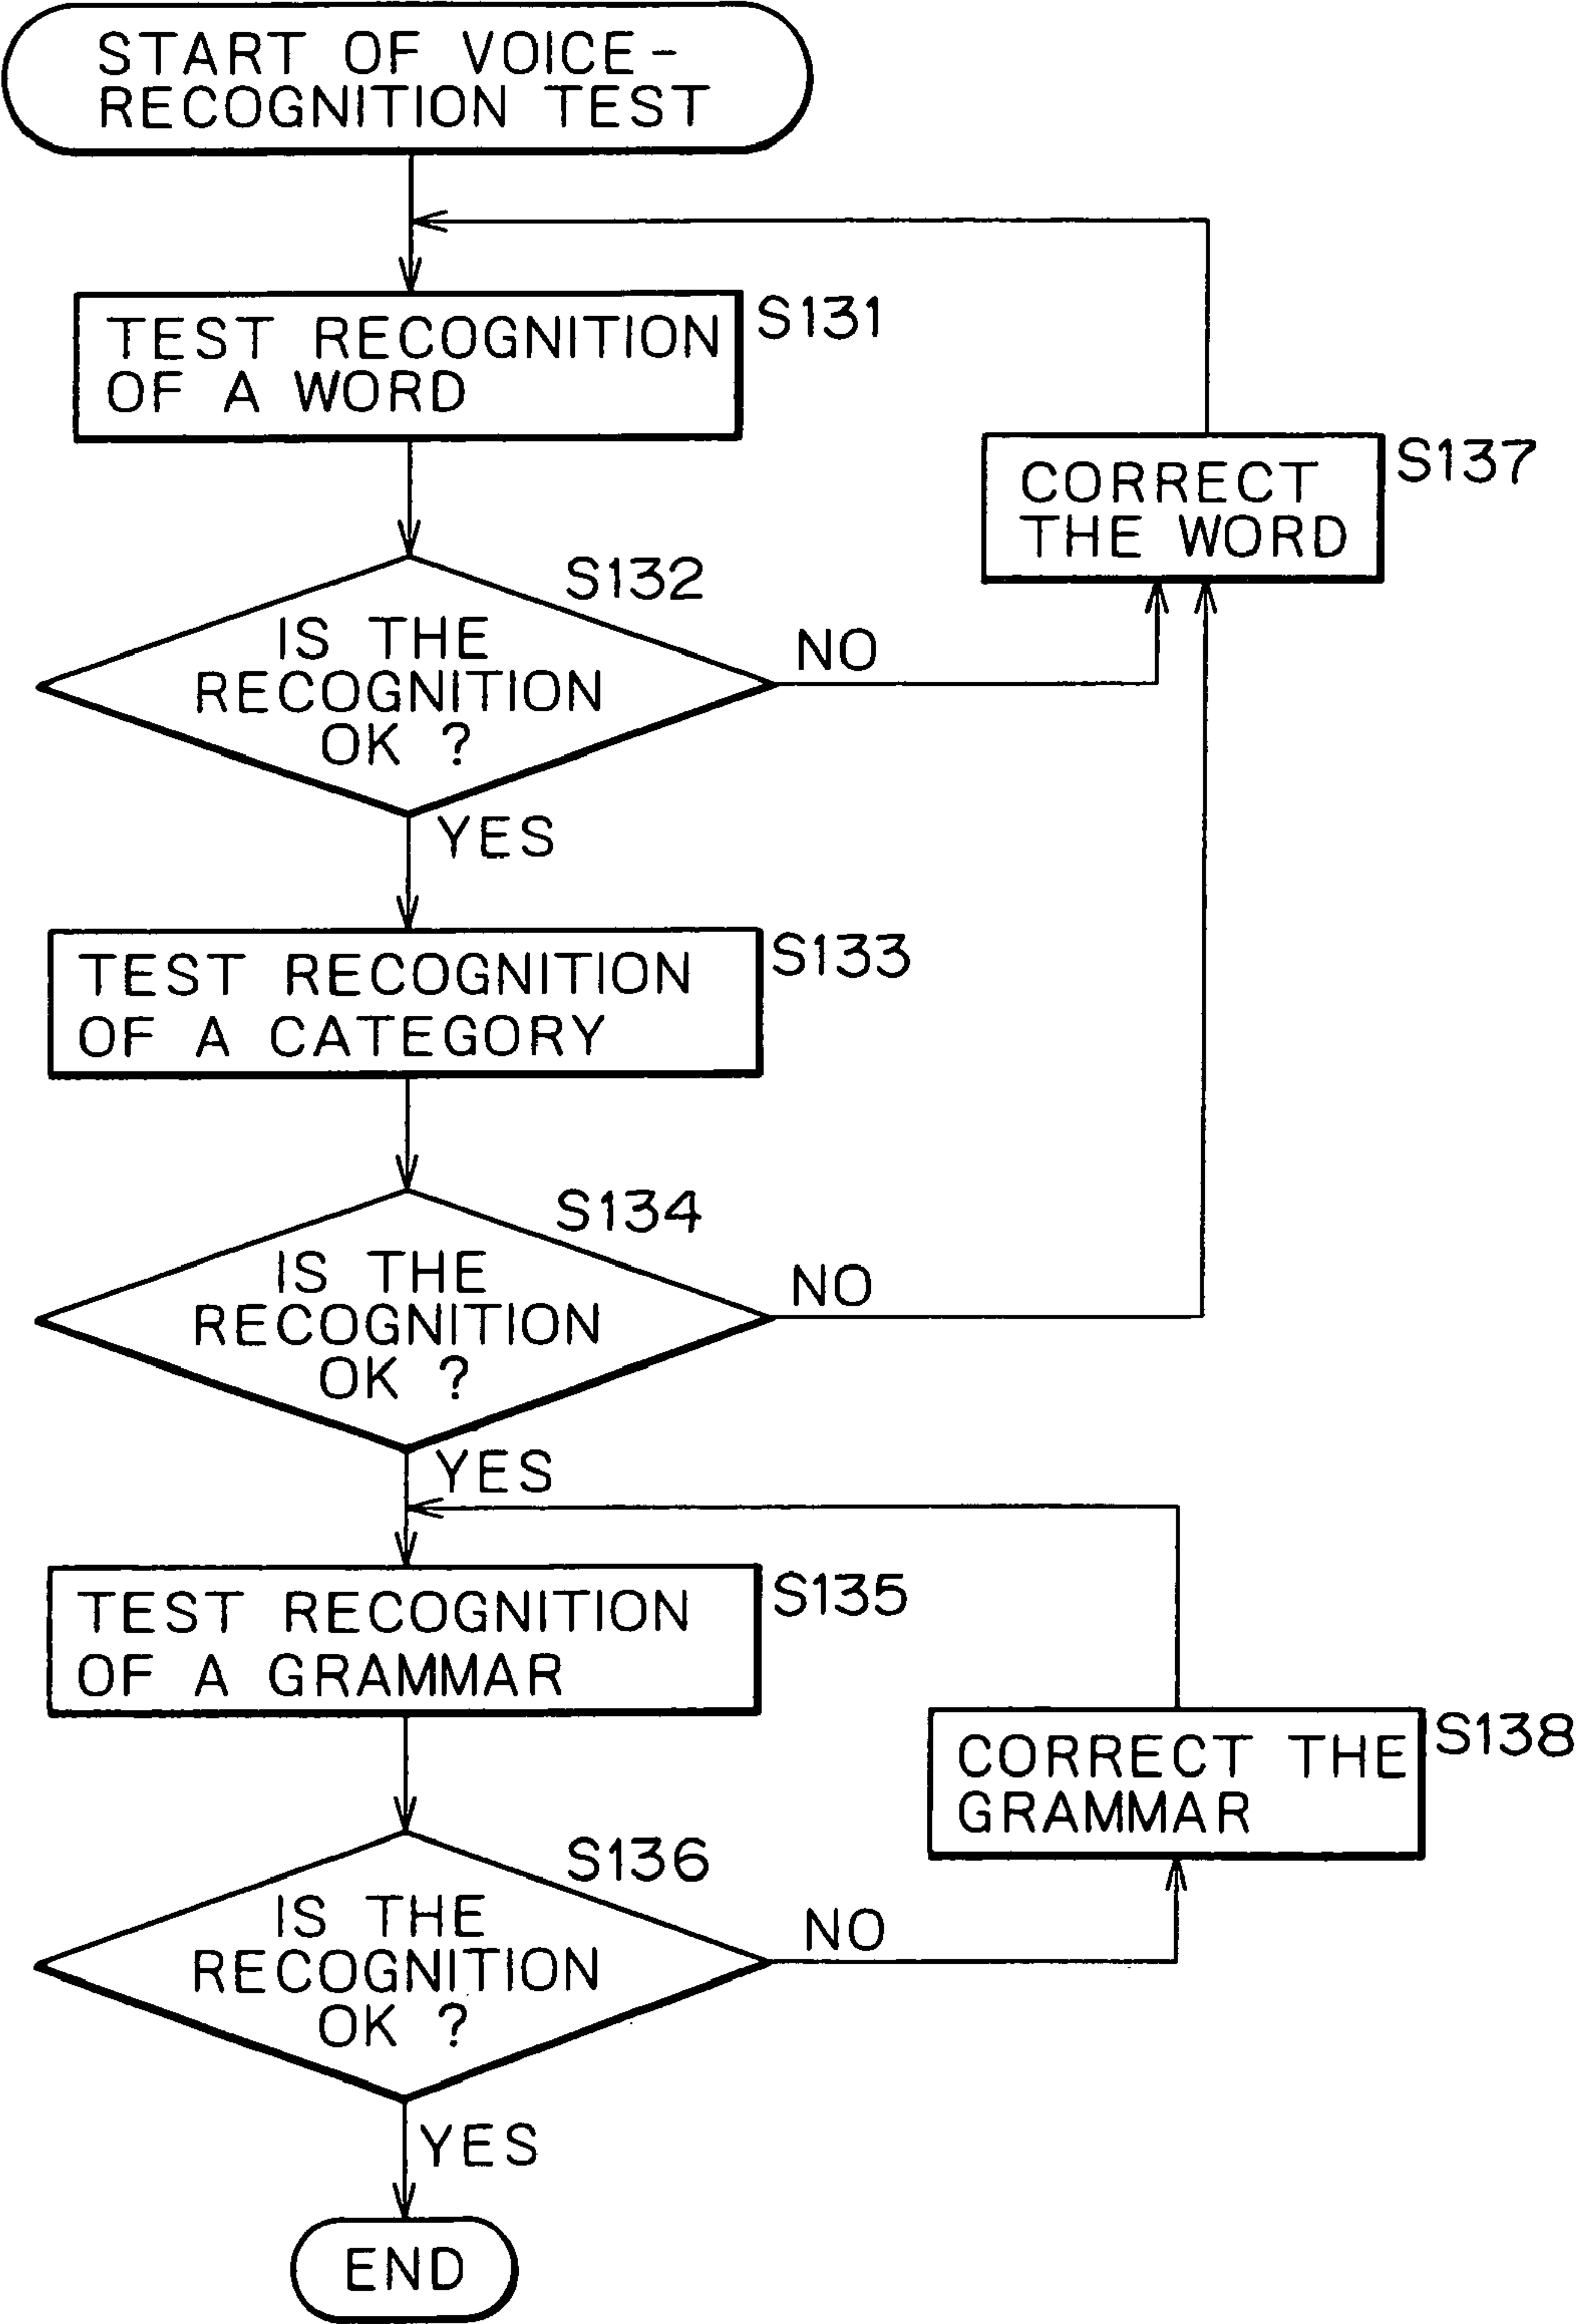 START OF VOICE-
RECOGNITION TEST
TEST RECOGNITION
OF A WORD
S131
CORRECT
THE WORD
S137
S132
IS THE
RECOGNITION
OK ?
NO
YES
TEST RECOGNITION
OF A CATEGORY
S133
S134
IS THE
RECOGNITION
OK ?
NO
YES
TEST RECOGNITION
OF A GRAMMAR
S135
CORRECT THE
GRAMMAR
S138
S136
IS THE
RECOGNITION
OK ?
NO
YES
END